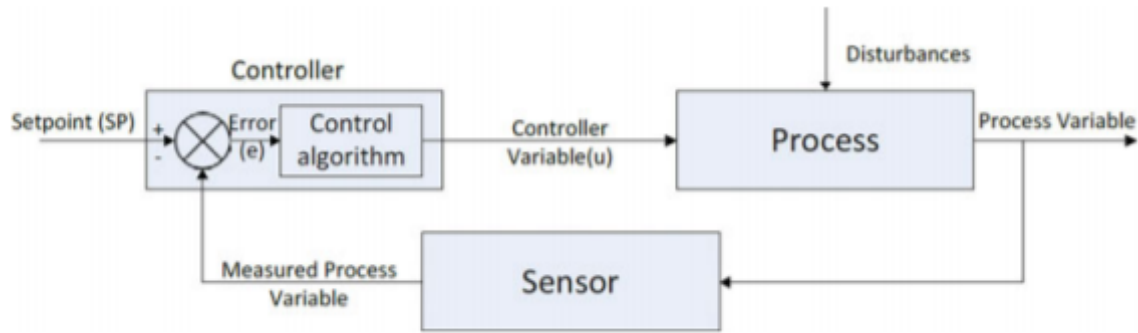 Controller
Disturbances
Setpoint (SP)
+
-
Error
(e)
Control
algorithm
Controller
Variable(u)
Process
Process Variable
Measured Process
Variable
Sensor